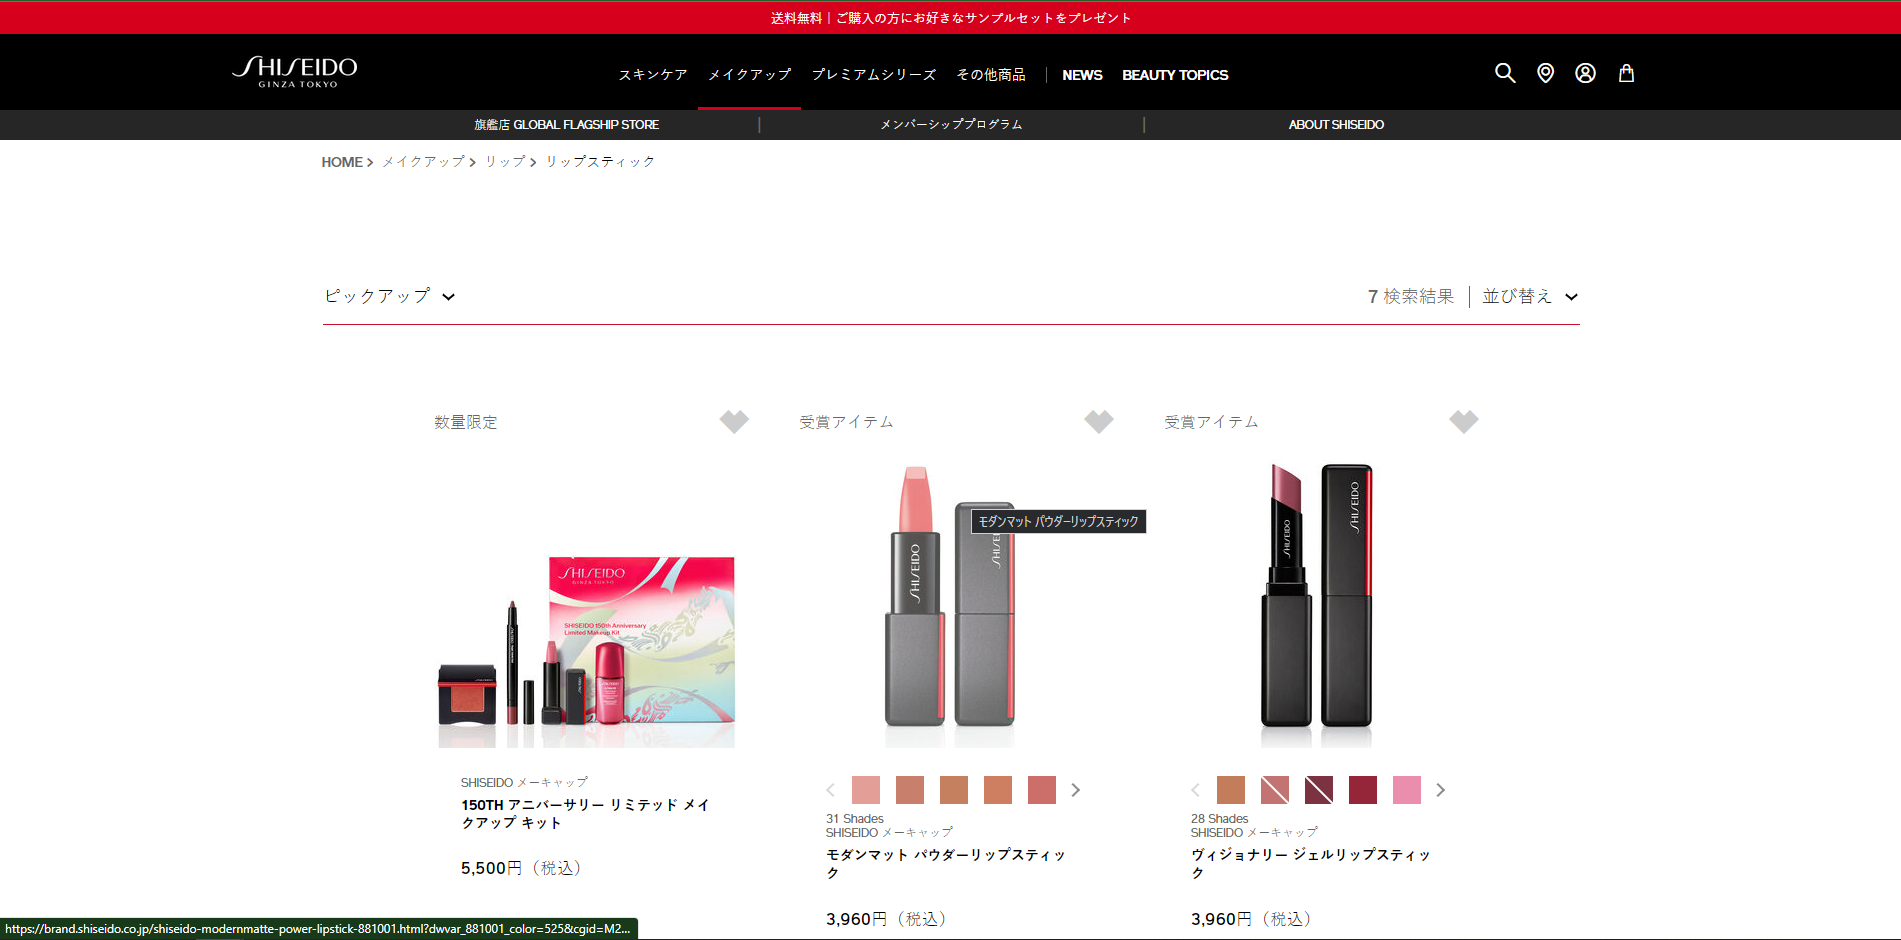 送料無料｜ご購入の方にお好きなサンプルセットをプレゼント
SHISEIDO
GINZA TOKYO
スキンケア メイクアップ プレミアムシリーズ その他商品 NEWS BEAUTY TOPICS
旗艦店 GLOBAL FLAGSHIP STORE
メンバーシッププログラム
ABOUT SHISEIDO
HOME > メイクアップ > リップ > リップスティック
ピックアップ
7 検索結果
並び替え
数量限定
受賞アイテム
受賞アイテム
SHISEIDO
GINZA TOKYO
SHISEIDO 150th Anniversary
Limited Makeup Kit
SHISEIDO
モダンマット パウダーリップスティック
SHISEIDO
SHISEIDO
SHISEIDO メーキャップ
150TH アニバーサリー リミテッド メイ
クアップ キット
5,500円（税込）
31 Shades
SHISEIDO メーキャップ
モダンマット パウダーリップスティッ
ク
3,960円（税込）
28 Shades
SHISEIDO メーキャップ
ヴィジョナリー ジェルリップスティッ
ク
3,960円（税込）
https://brand.shiseido.co.jp/shiseido-modernmatte-power-lipstick-881001.html?dwvar_881001_color=525&cgid=M2...